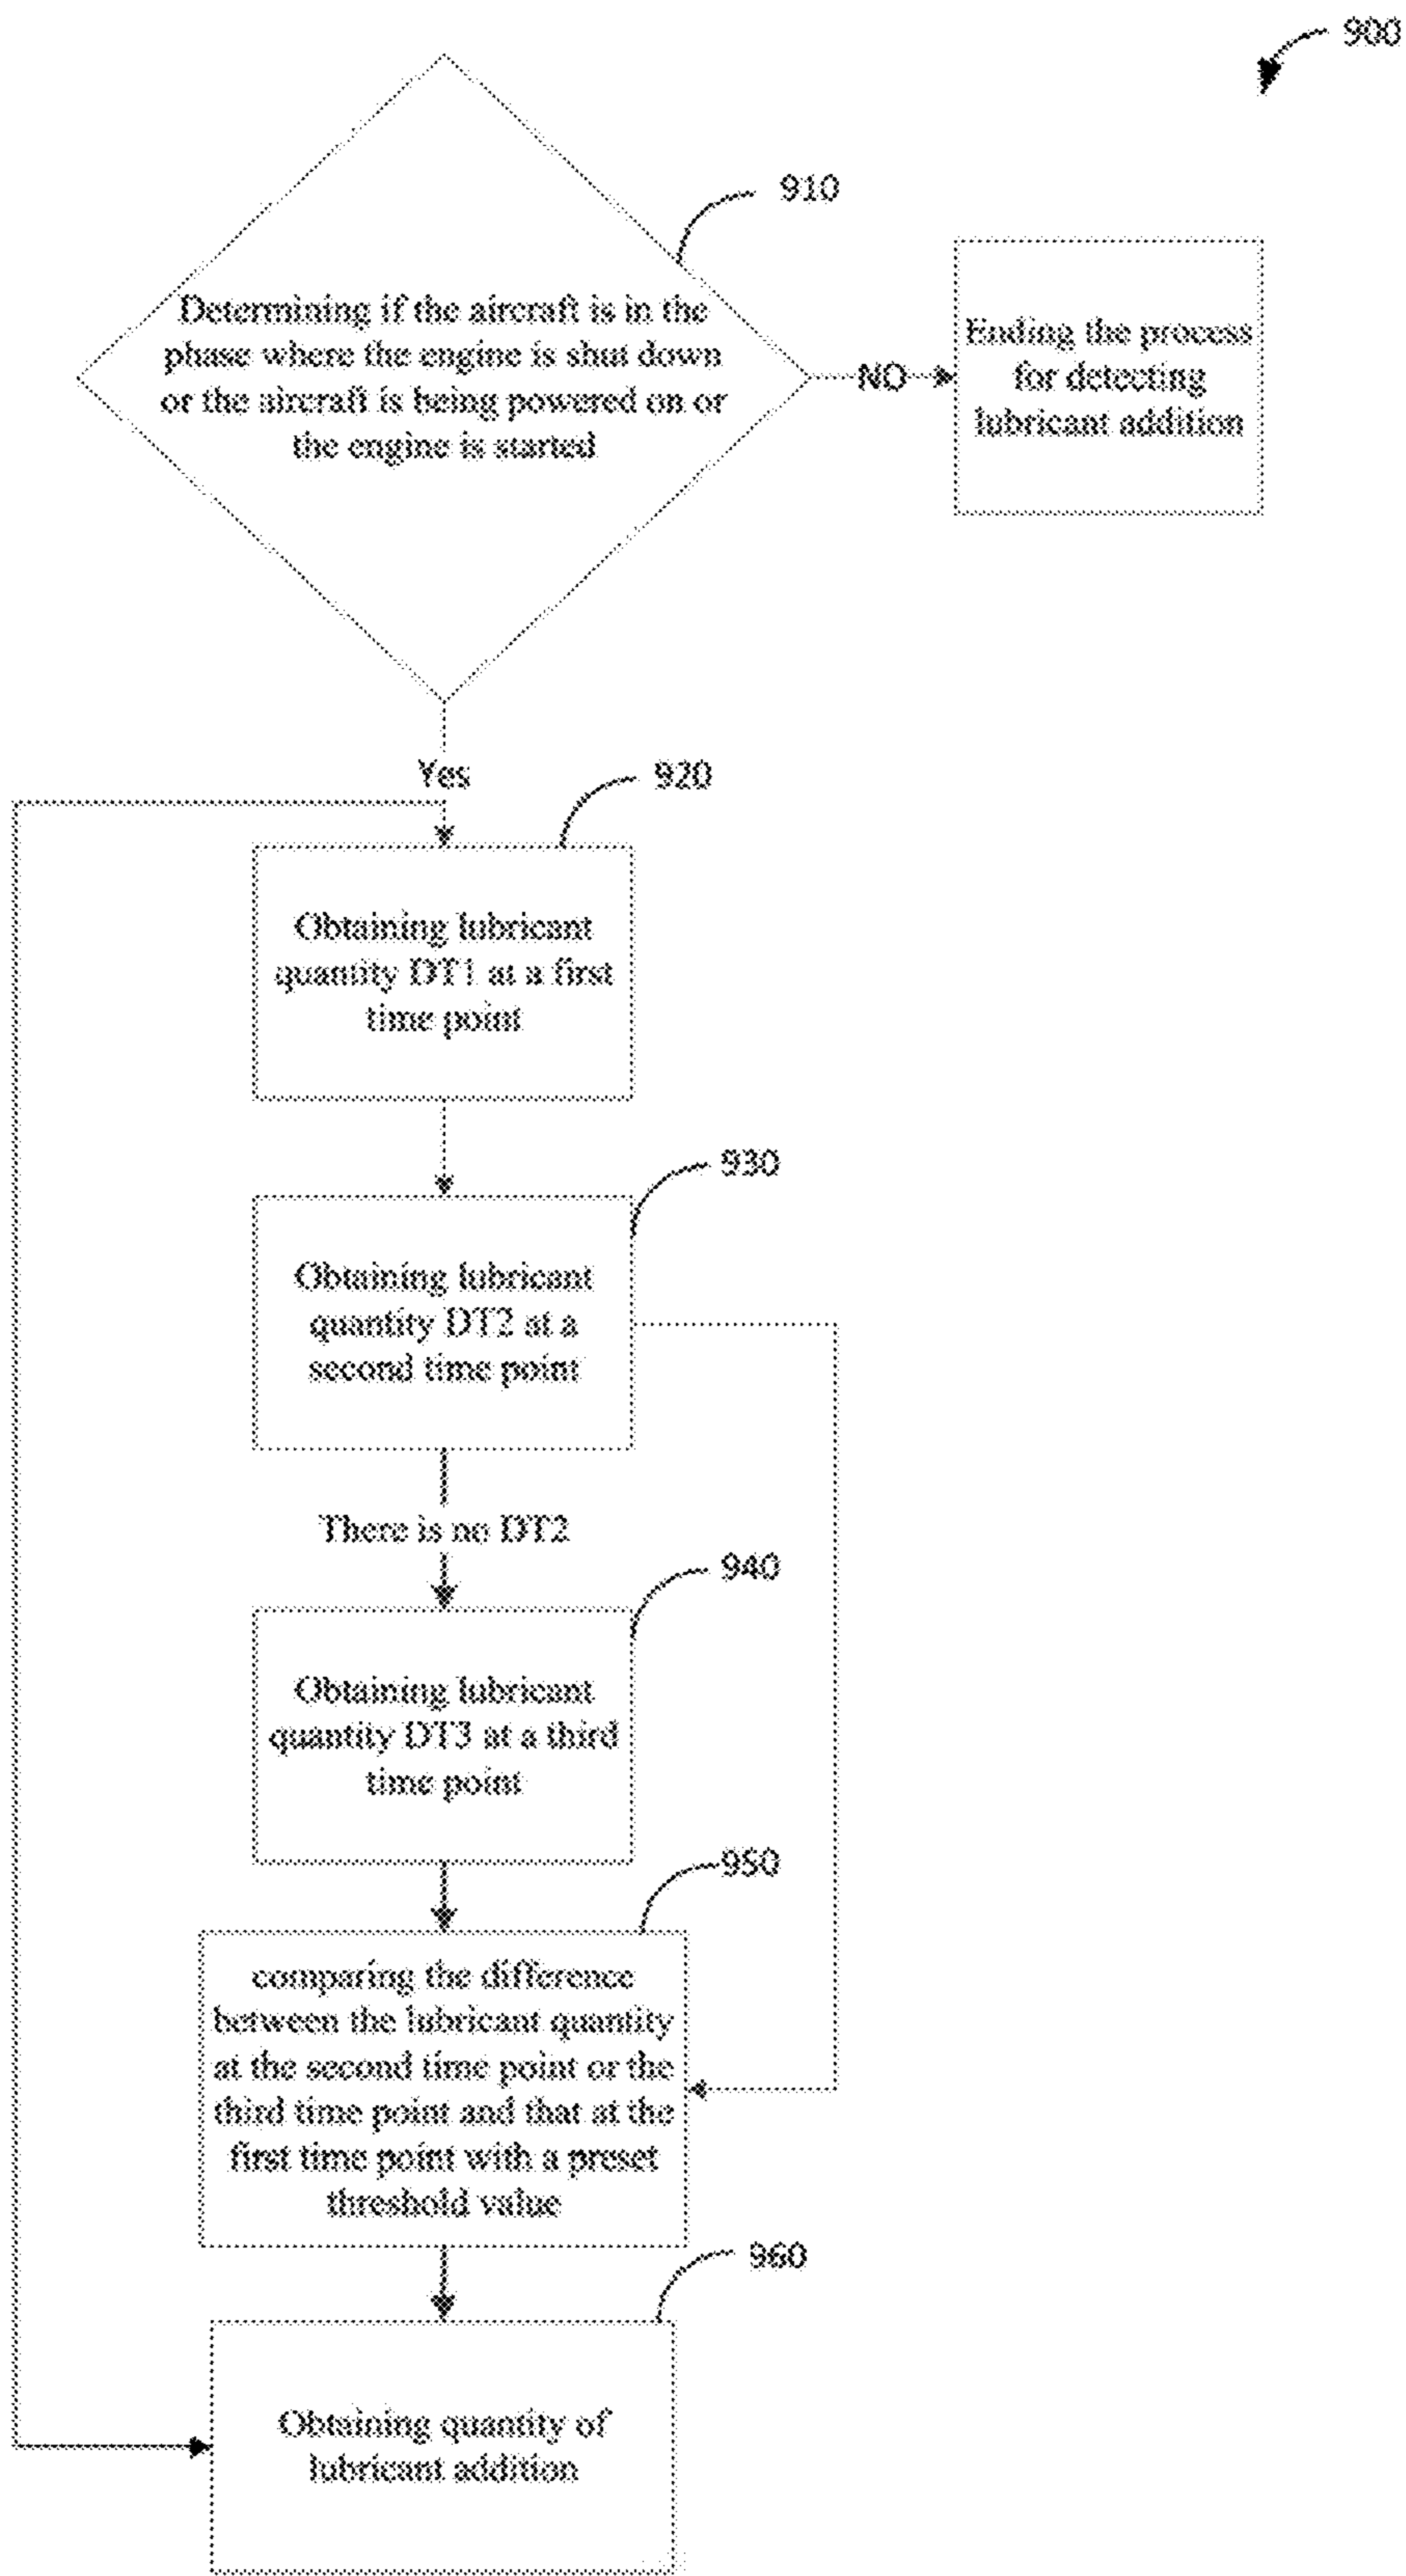 900
910
Determining if the aircraft is in the
phase where the engine is shut down
or the aircraft is being powered on or
the engine is started
NO
Ending the process
for detecting
lubricant addition
Yes
920
Obtaining lubricant
quantity DT1 at a first
time point
930
Obtaining lubricant
quantity DT2 at a
second time point
There is no DT2
940
Obtaining lubricant
quantity DT3 at a third
time point
950
comparing the difference
between the lubricant quantity
at the second time point or the
third time point and that at the
first time point with a preset
threshold value
960
Obtaining quantity of
lubricant addition